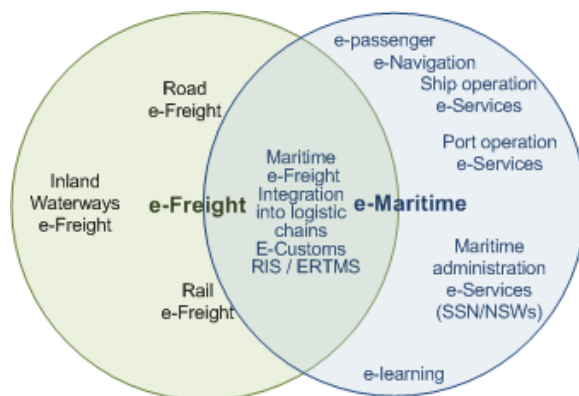 e-passenger
e-Navigation
Ship operation
e-Services
Port operation
e-Services
Road
e-Freight
Inland
Waterways
e-Freight
e-Freight
Maritime
e-Freight
Integration
into logistic
chains
E-Customs
RIS / ERTMS
e-Maritime
Rail
e-Freight
Maritime
administration
e-Services
(SSN/NSWs)
e-learning